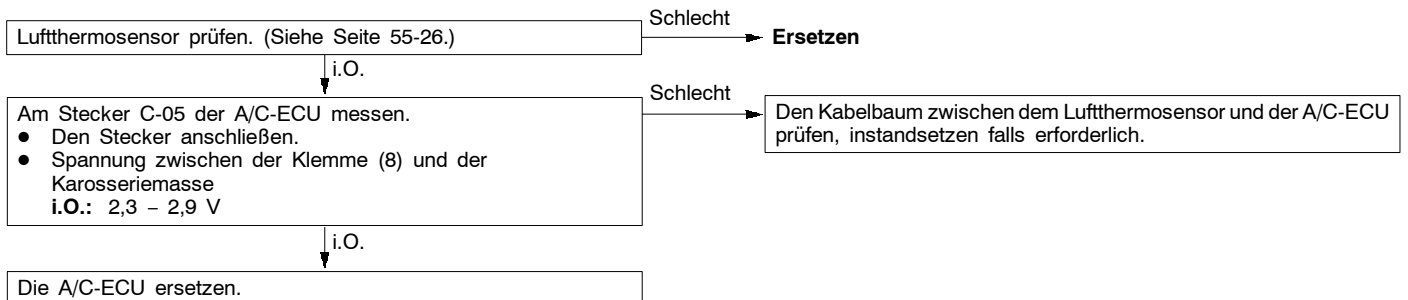 Luftthermosensor prüfen. (Siehe Seite 55-26.)
Schlecht
Ersetzen
i.O.
Am Stecker C-05 der A/C-ECU messen.
● Den Stecker anschließen.
● Spannung zwischen der Klemme (8) und der
Karosseriemasse
i.O.: 2,3 – 2,9 V
Schlecht
Den Kabelbaum zwischen dem Luftthermosensor und der A/C-ECU
prüfen, instandsetzen falls erforderlich.
i.O.
Die A/C-ECU ersetzen.